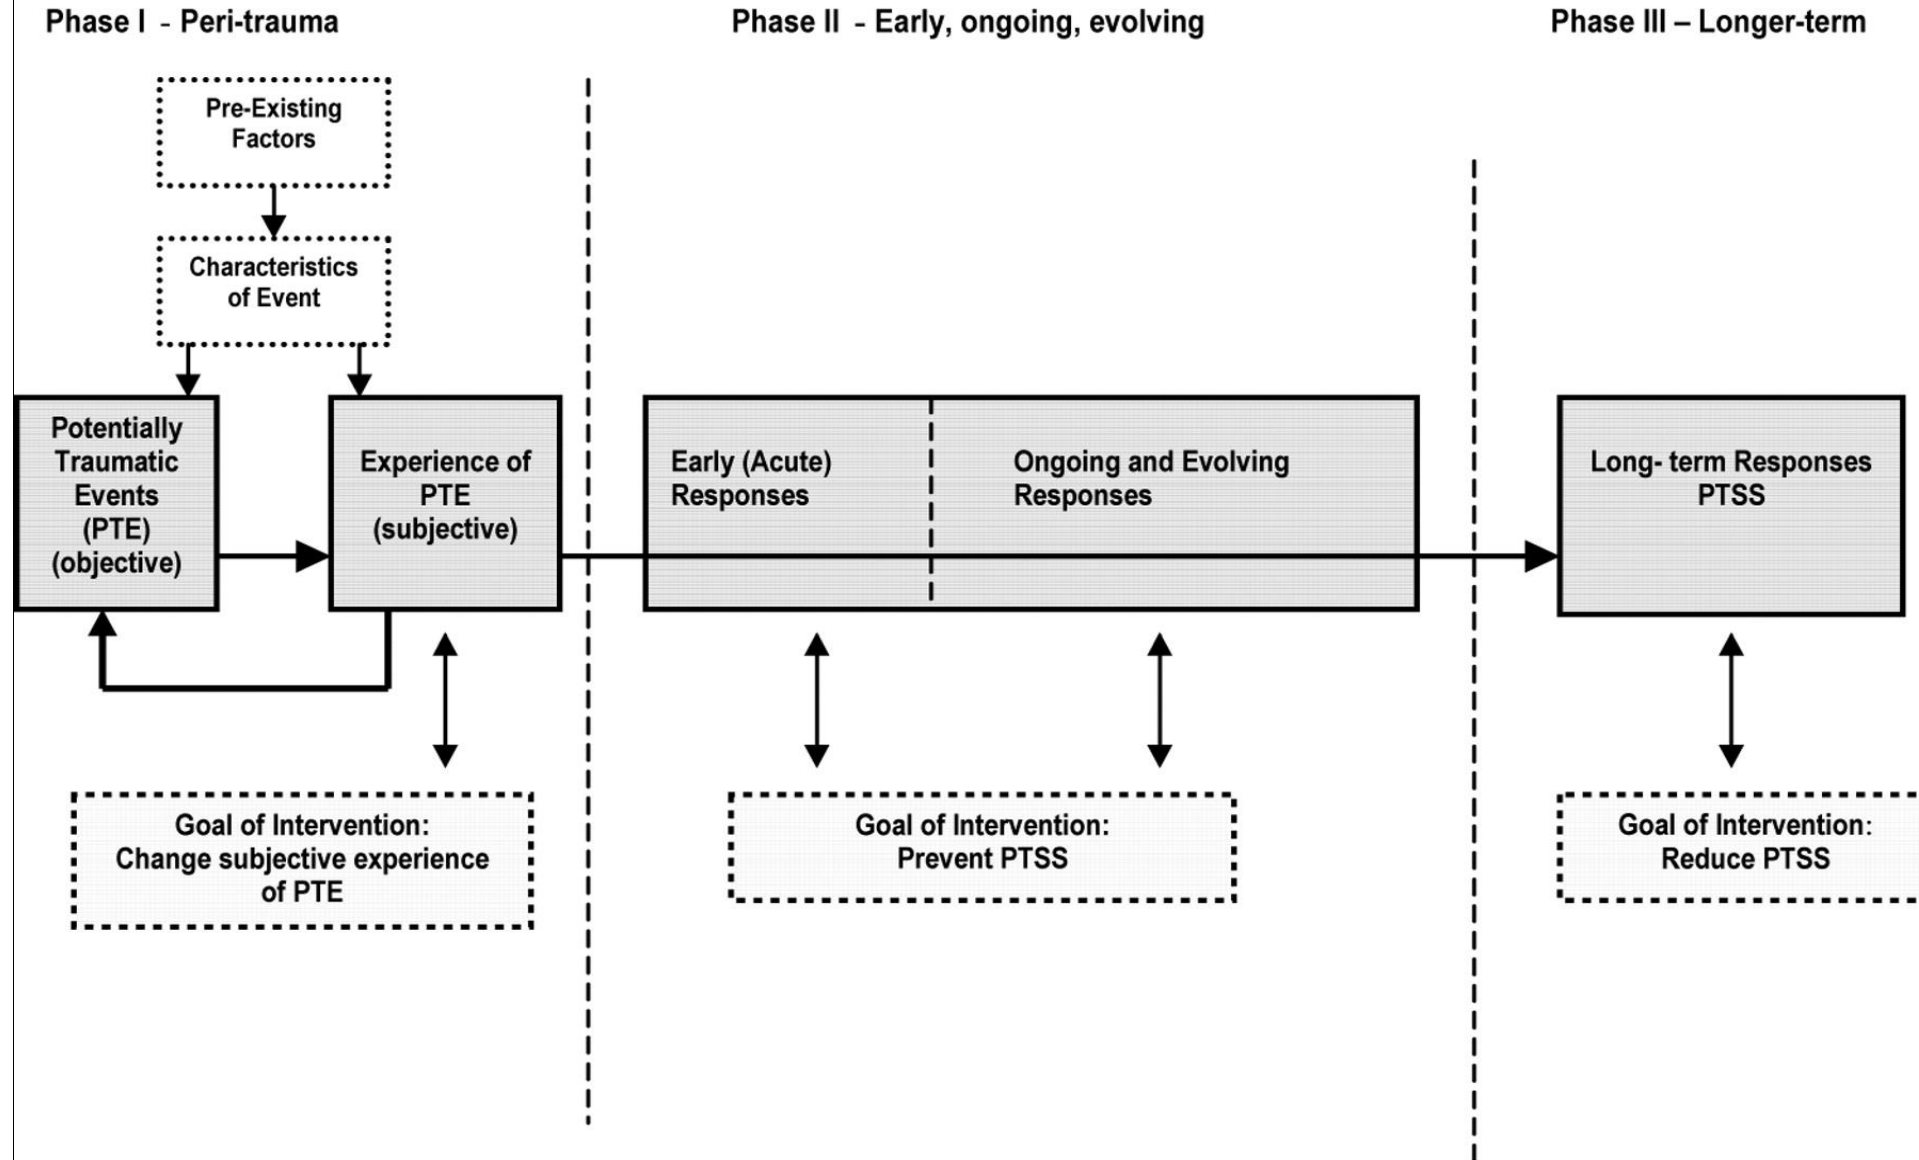 Phase I - Peri-trauma
Phase II - Early, ongoing, evolving
Phase III – Longer-term
Pre-Existing
Factors
Characteristics
of Event
Potentially
Traumatic
Events
(PTE)
(objective)
Experience of
PTE
(subjective)
Early (Acute)
Responses
Ongoing and Evolving
Responses
Long- term Responses
PTSS
Goal of Intervention:
Change subjective experience
of PTE
Goal of Intervention:
Prevent PTSS
Goal of Intervention:
Reduce PTSS